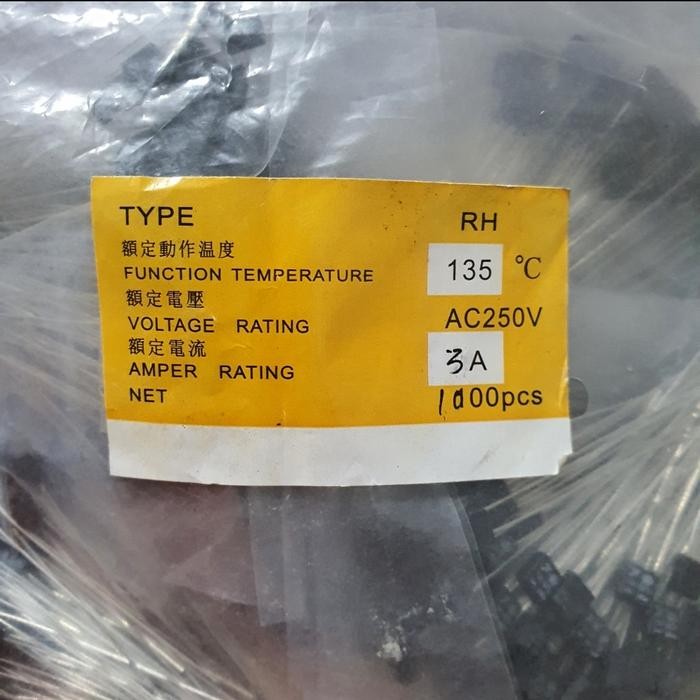 TYPE RH
額定動作温度
FUNCTION TEMPERATURE 135 ℃
額定電壓
VOLTAGE RATING AC250V
額定電流
AMPER RATING 3A
NET 1000pcs